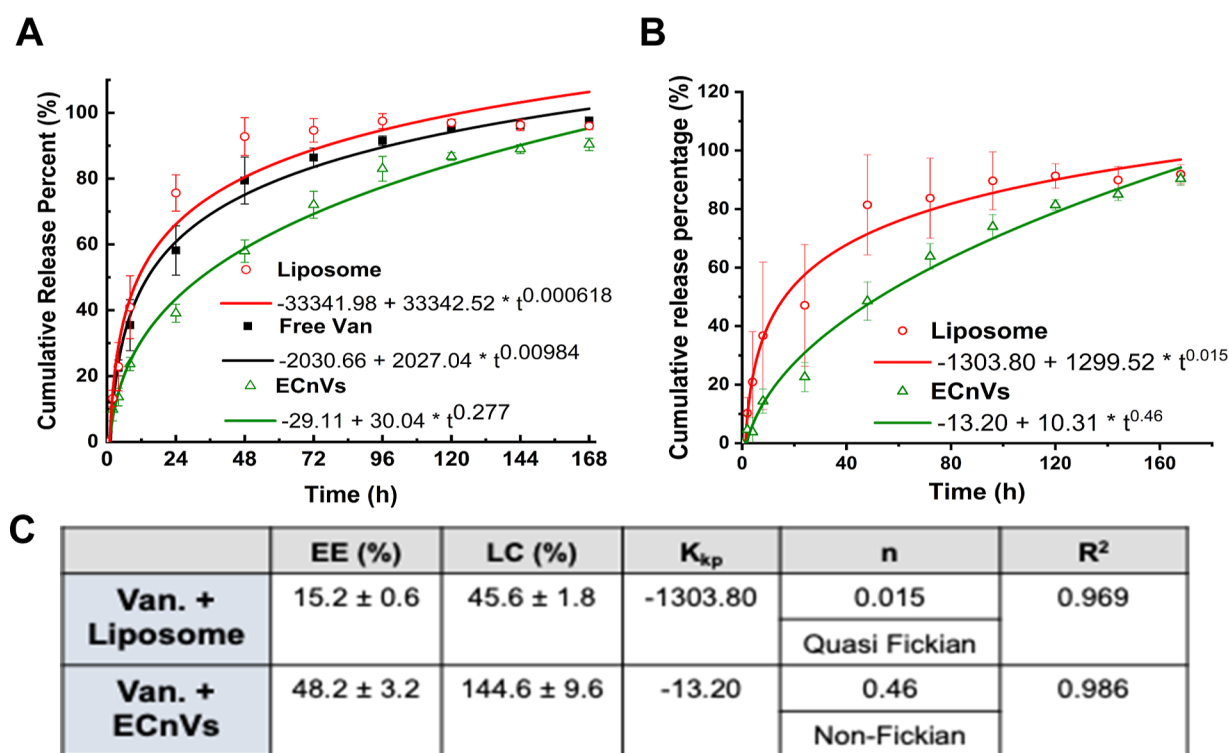 A
Cumulative Release Percent (%)
100
80
60
40
20
0
Liposome
-33341.98 + 33342.52 * t^0.000618
Free Van
-2030.66 + 2027.04 * t^0.00984
ECnVs
-29.11 + 30.04 * t^0.277
0 24 48 72 96 120 144 168
Time (h)
B
Cumulative release percentage (%)
120
100
80
60
40
20
0
Liposome
-1303.80 + 1299.52 * t^0.015
ECnVs
-13.20 + 10.31 * t^0.46
0 40 80 120 160
Time (h)
C
EE (%) LC (%) Kkp n R²
Van. + Liposome 15.2 ± 0.6 45.6 ± 1.8 -1303.80 0.015 0.969
Quasi Fickian
Van. + ECnVs 48.2 ± 3.2 144.6 ± 9.6 -13.20 0.46 0.986
Non-Fickian